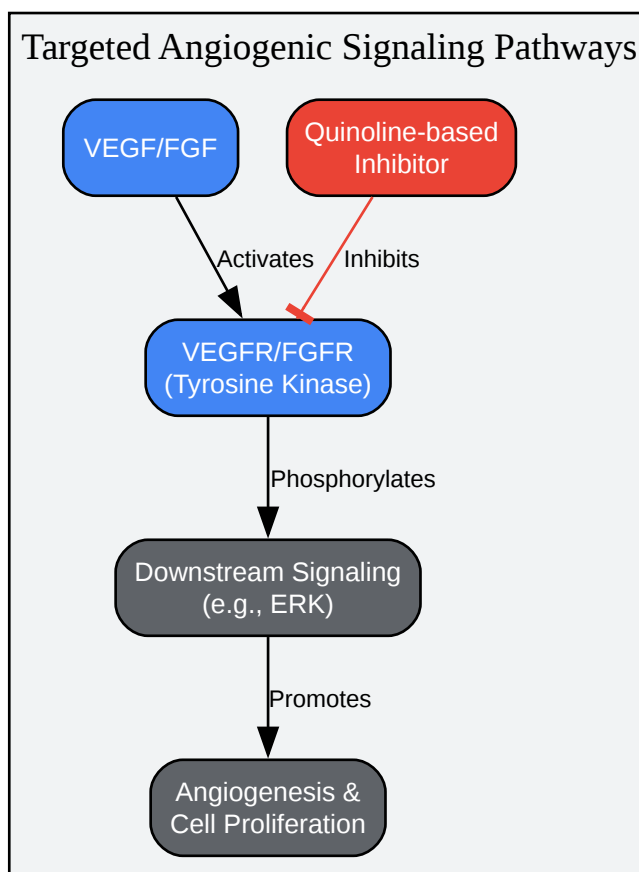 Targeted Angiogenic Signaling Pathways
VEGF/FGF
Quinoline-based
Inhibitor
Activates
Inhibits
VEGFR/FGFR
(Tyrosine Kinase)
Phosphorylates
Downstream Signaling
(e.g., ERK)
Promotes
Angiogenesis &
Cell Proliferation